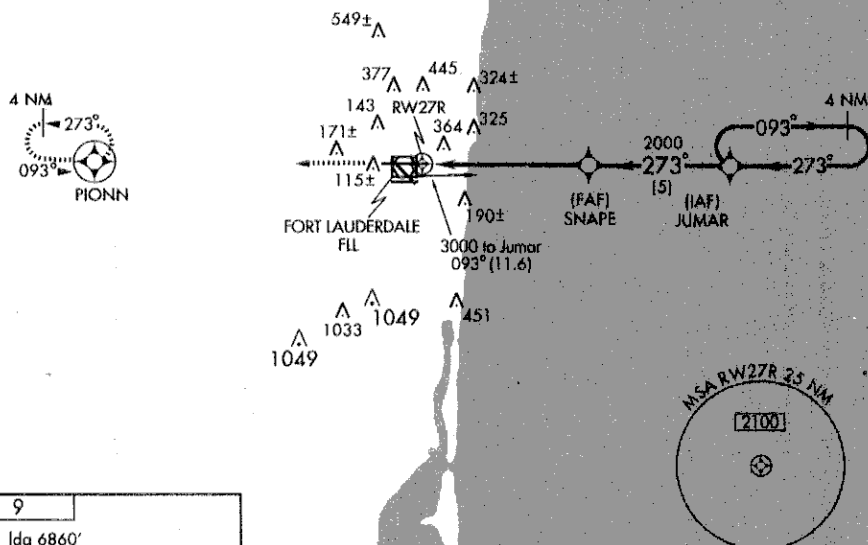 549±
377
445
324±
4 NM
RW27R
4 NM
273°
143
325
093°
171±
364
2000
093°
273°
273°
PIONN
115±
(5)
(FAF)
SNAPE
(IAF)
JUMAR
190±
FORT LAUDERDALE
FLL
3000 to Jumar
093° (11.6)
1049
451
1033
1049
MSA RW27R 25 NM
2100
9
ldg 6860'